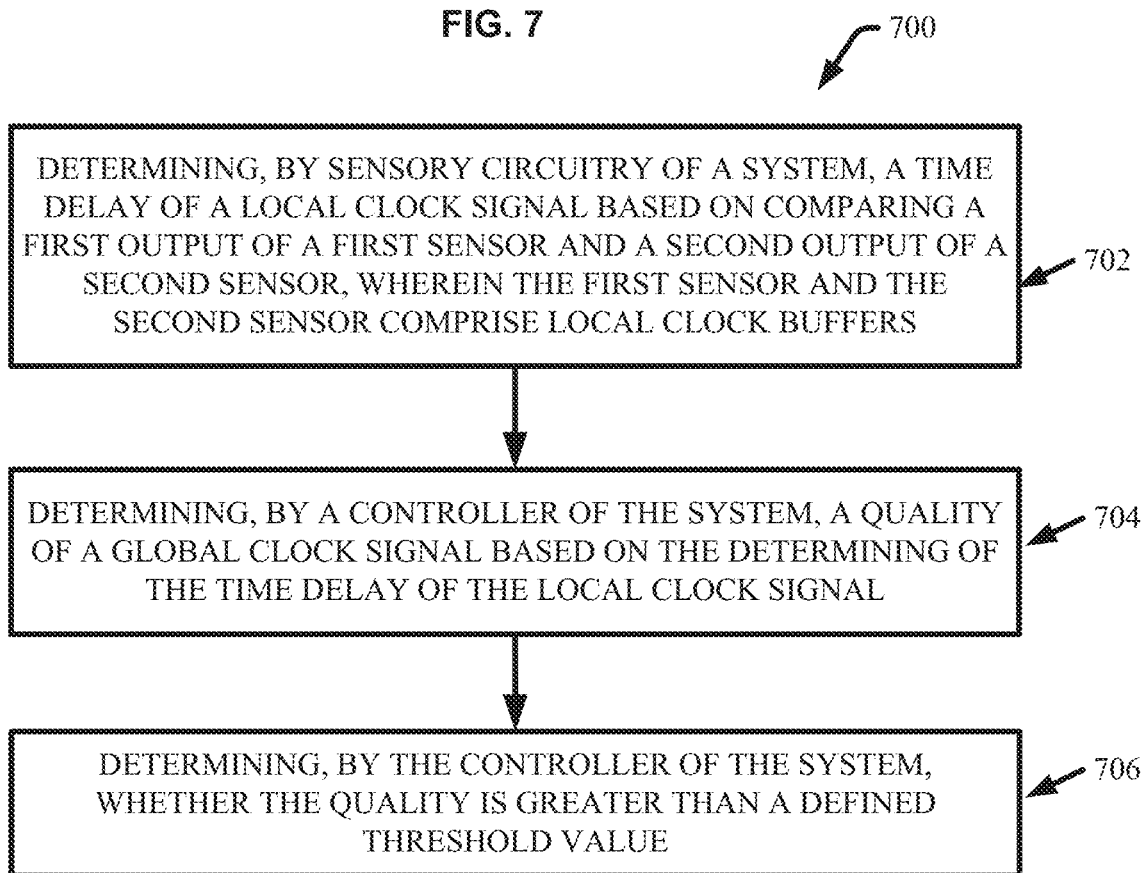 FIG. 7
700
DETERMINING, BY SENSORY CIRCUITRY OF A SYSTEM, A TIME
DELAY OF A LOCAL CLOCK SIGNAL BASED ON COMPARING A
FIRST OUTPUT OF A FIRST SENSOR AND A SECOND OUTPUT OF A
SECOND SENSOR, WHEREIN THE FIRST SENSOR AND THE
SECOND SENSOR COMPRISE LOCAL CLOCK BUFFERS
702
DETERMINING, BY A CONTROLLER OF THE SYSTEM, A QUALITY
OF A GLOBAL CLOCK SIGNAL BASED ON THE DETERMINING OF
THE TIME DELAY OF THE LOCAL CLOCK SIGNAL
704
DETERMINING, BY THE CONTROLLER OF THE SYSTEM,
WHETHER THE QUALITY IS GREATER THAN A DEFINED
THRESHOLD VALUE
706